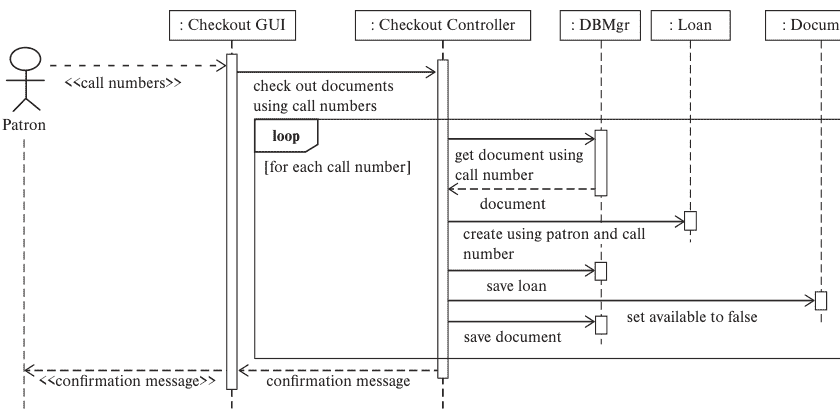 : Checkout GUI
: Checkout Controller
: DBMgr
: Loan
: Docum
<<call numbers>>
check out documents
using call numbers
Patron
loop
[for each call number]
get document using
call number
document
create using patron and call
number
save loan
set available to false
save document
<<confirmation message>>
confirmation message